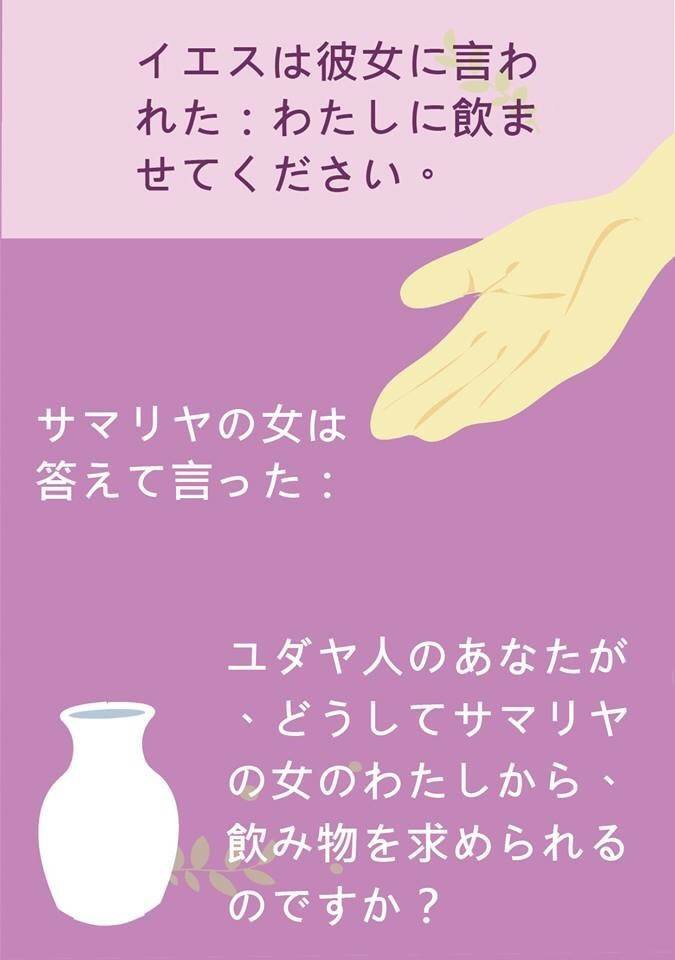 イエスは彼女に言わ
れた：わたしに飲ま
せてください。
サマリヤの女は
答えて言った：
ユダヤ人のあなたが
、どうしてサマリヤ
の女のわたしから、
飲み物を求められる
のですか？